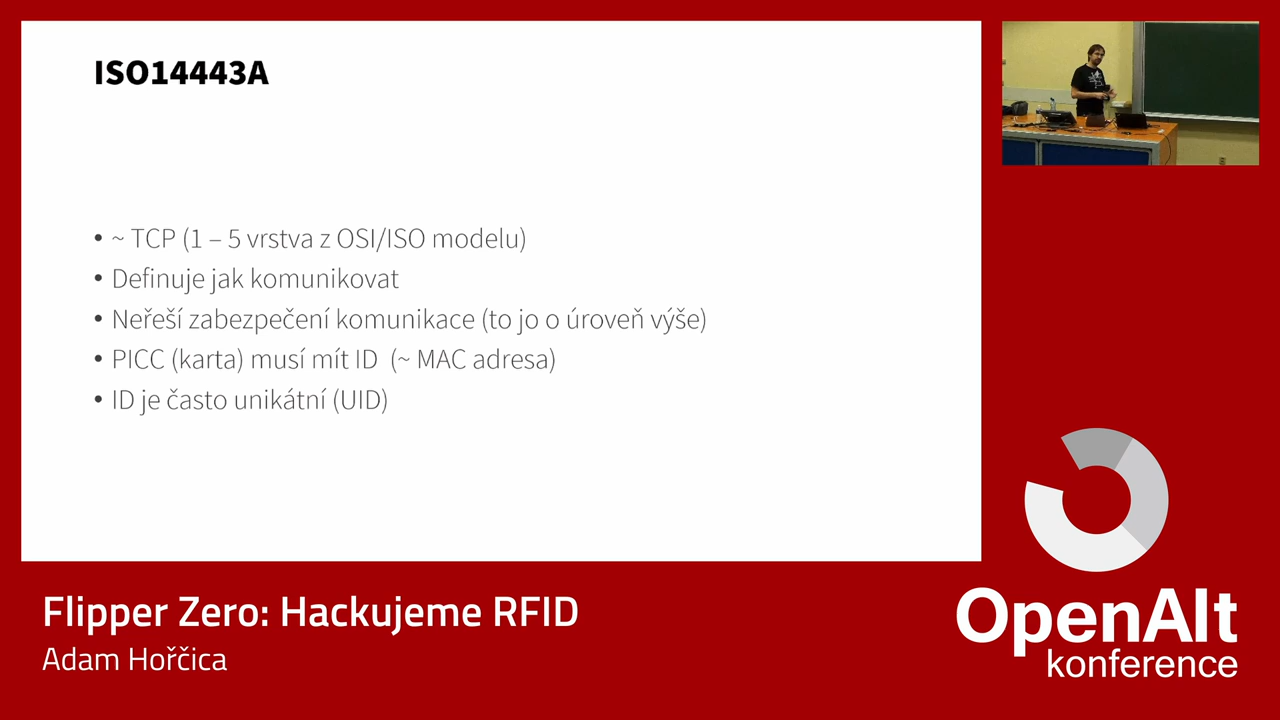 ISO14443A
• ~ TCP (1 – 5 vrstva z OSI/ISO modelu)
• Definuje jak komunikovat
• Neřeší zabezpečení komunikace (to jo o úroveň výše)
• PICC (karta) musí mít ID (~ MAC adresa)
• ID je často unikátní (UID)
Flipper Zero: Hackujeme RFID
Adam Hořčica
OpenAlt
konference